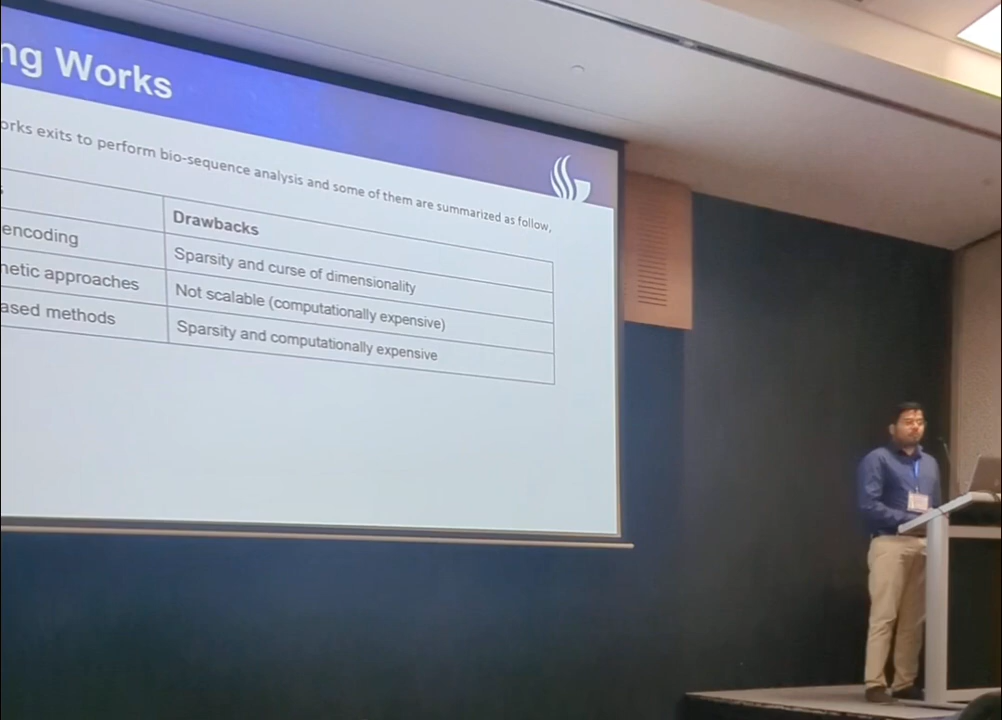 ng Works
orks exits to perform bio-sequence analysis and some of them are summarized as follow,
Drawbacks
encoding
Sparsity and curse of dimensionality
netic approaches
Not scalable (computationally expensive)
ased methods
Sparsity and computationally expensive